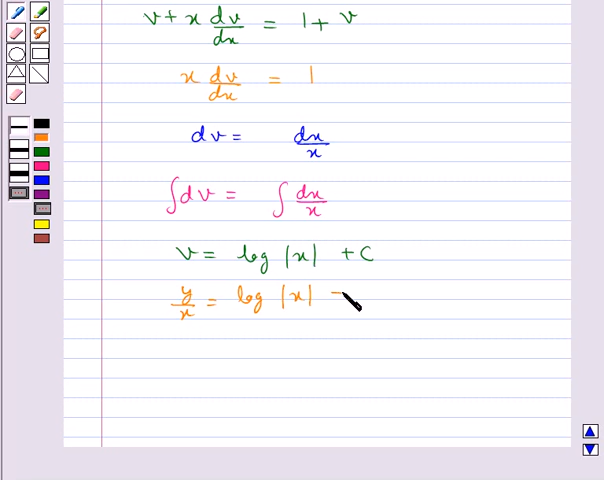 v + x dv/dx = 1 + v
x dv/dx = 1
dv = dx/x
∫dv = ∫ dx/x
v = log |x| + C
y/x = log |x| -